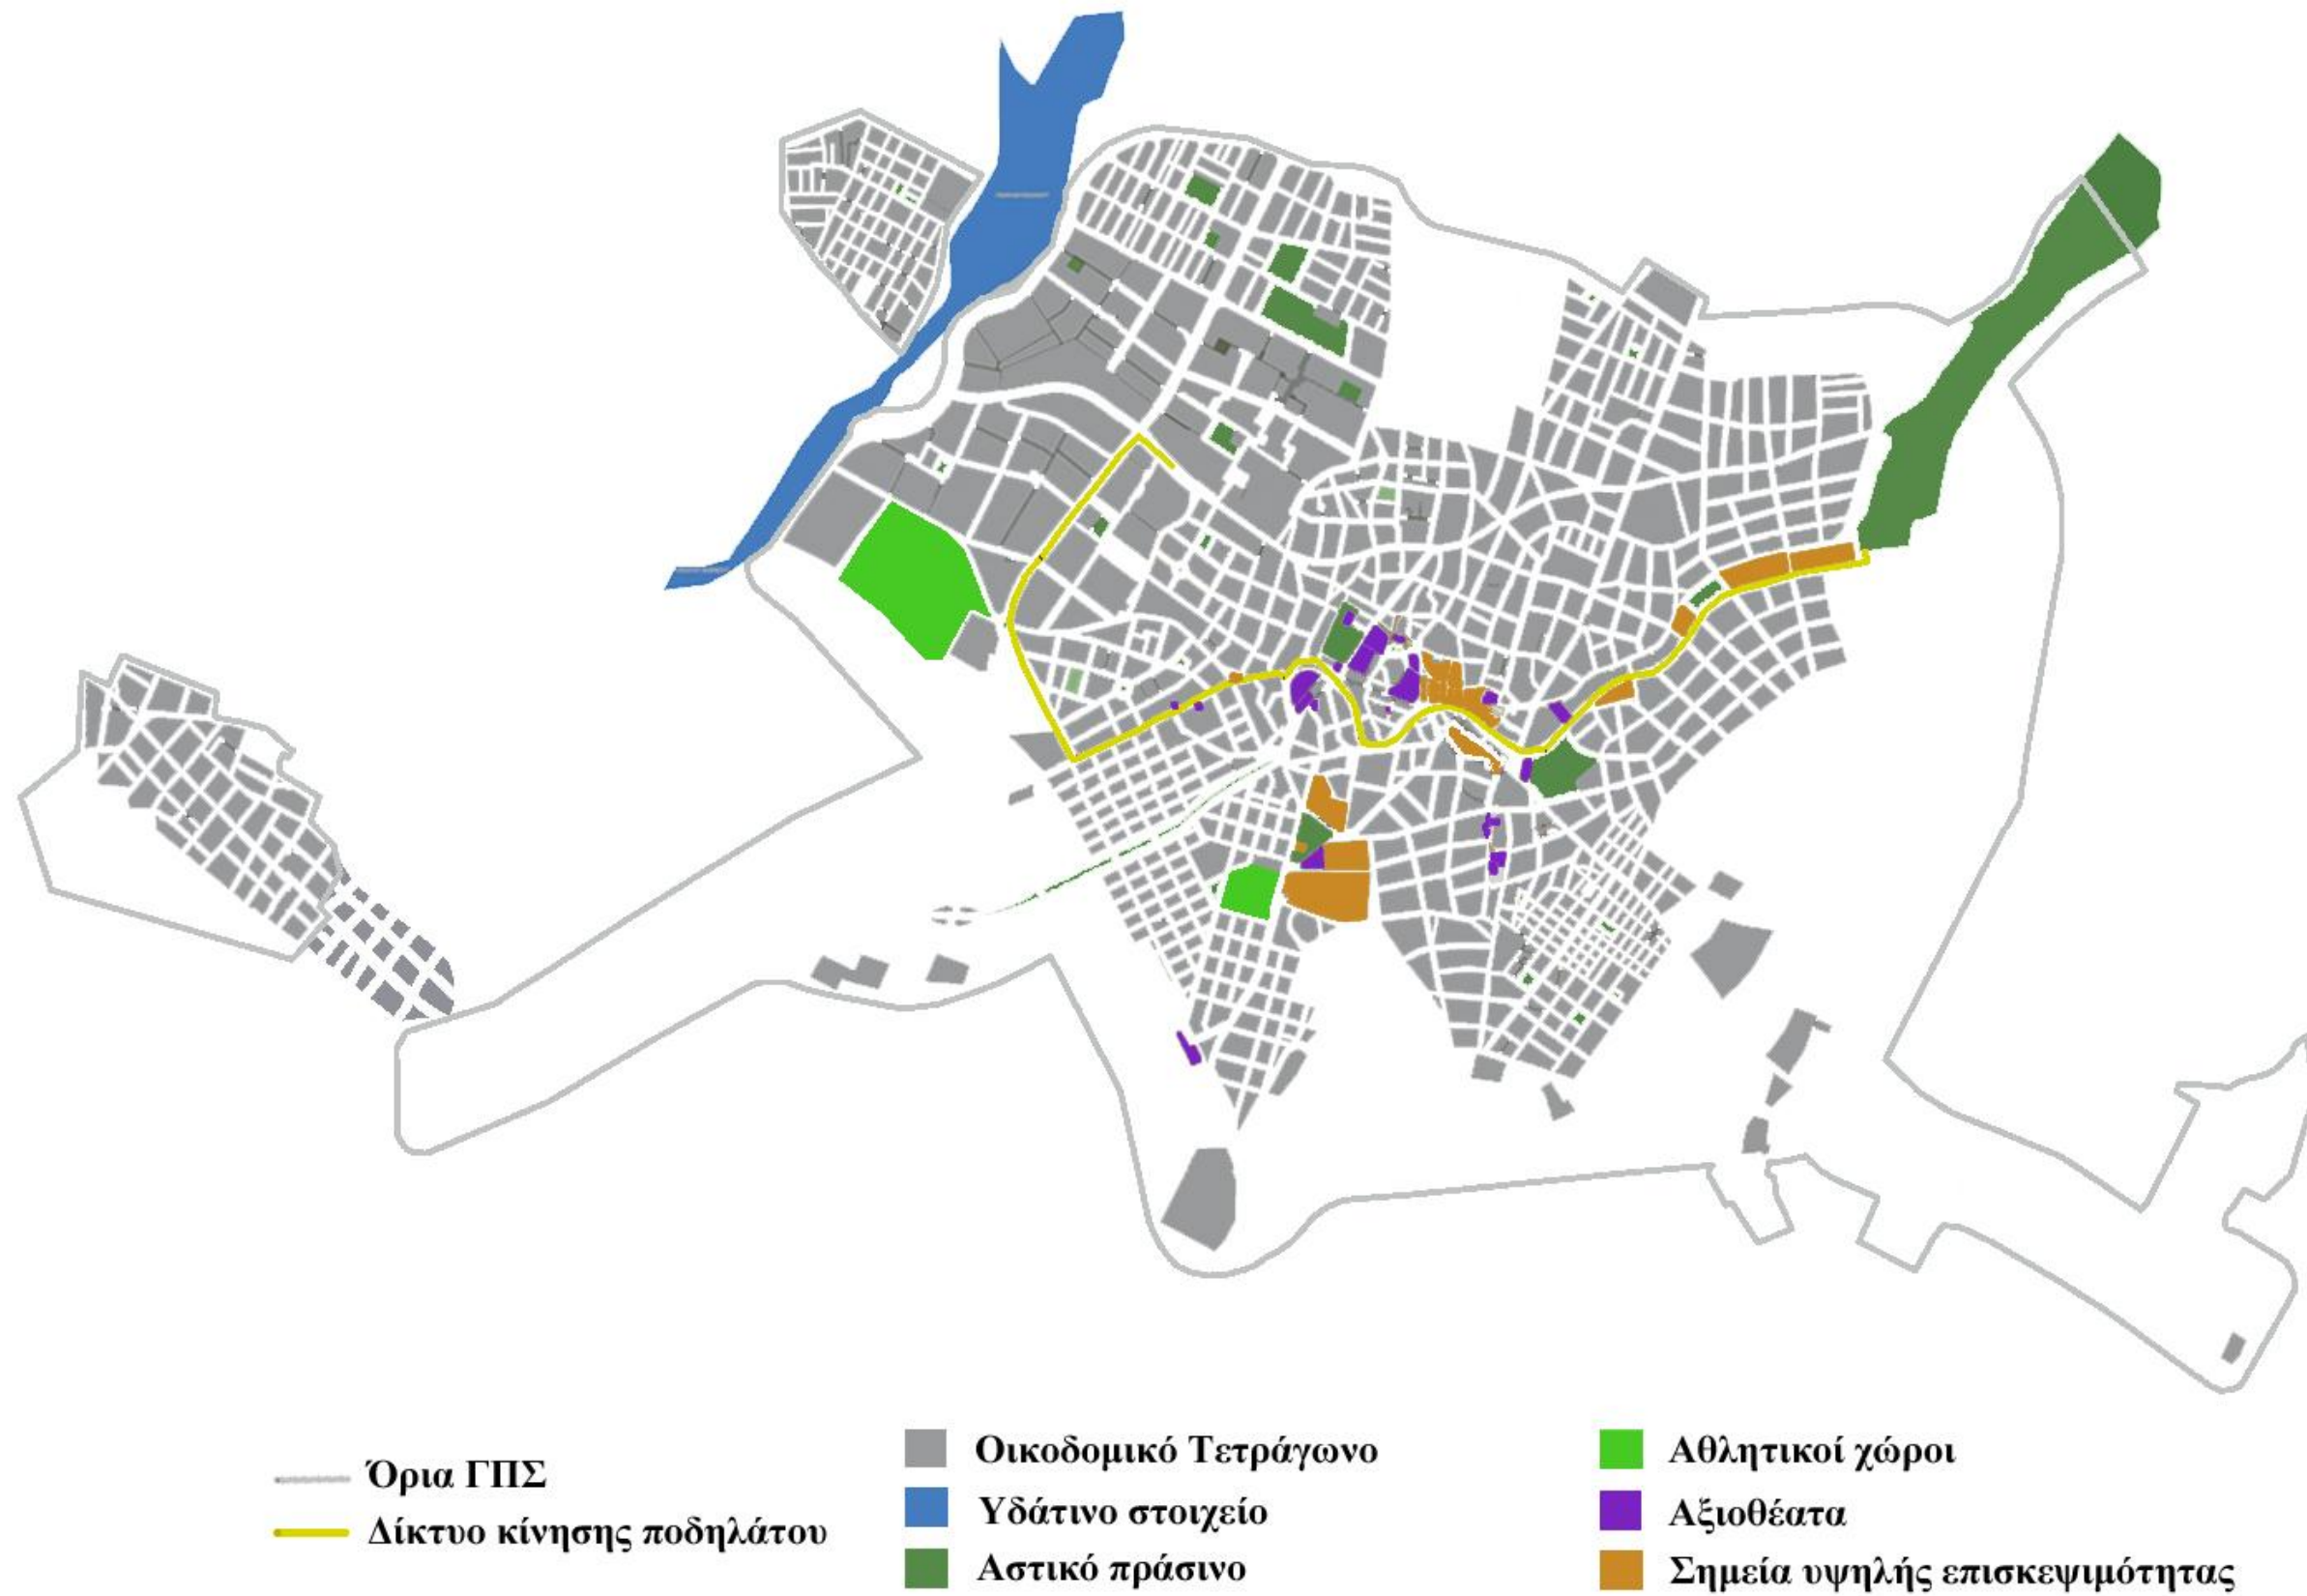 Όρια ΓΠΣ
Δίκτυο κίνησης ποδηλάτου
Οικοδομικό Τετράγωνο
Υδάτινο στοιχείο
Αστικό πράσινο
Αθλητικοί χώροι
Αξιοθέατα
Σημεία υψηλής επισκεψιμότητας